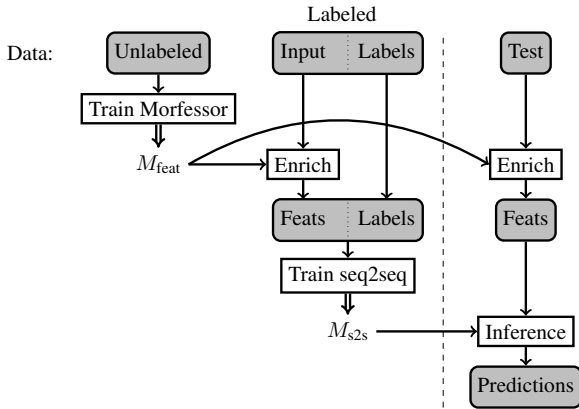 Labeled
Data: Unlabeled Input Labels Test
Train Morfessor
M_feat Enrich Enrich
Feats Labels Feats
Train seq2seq
M_s2s Inference
Predictions